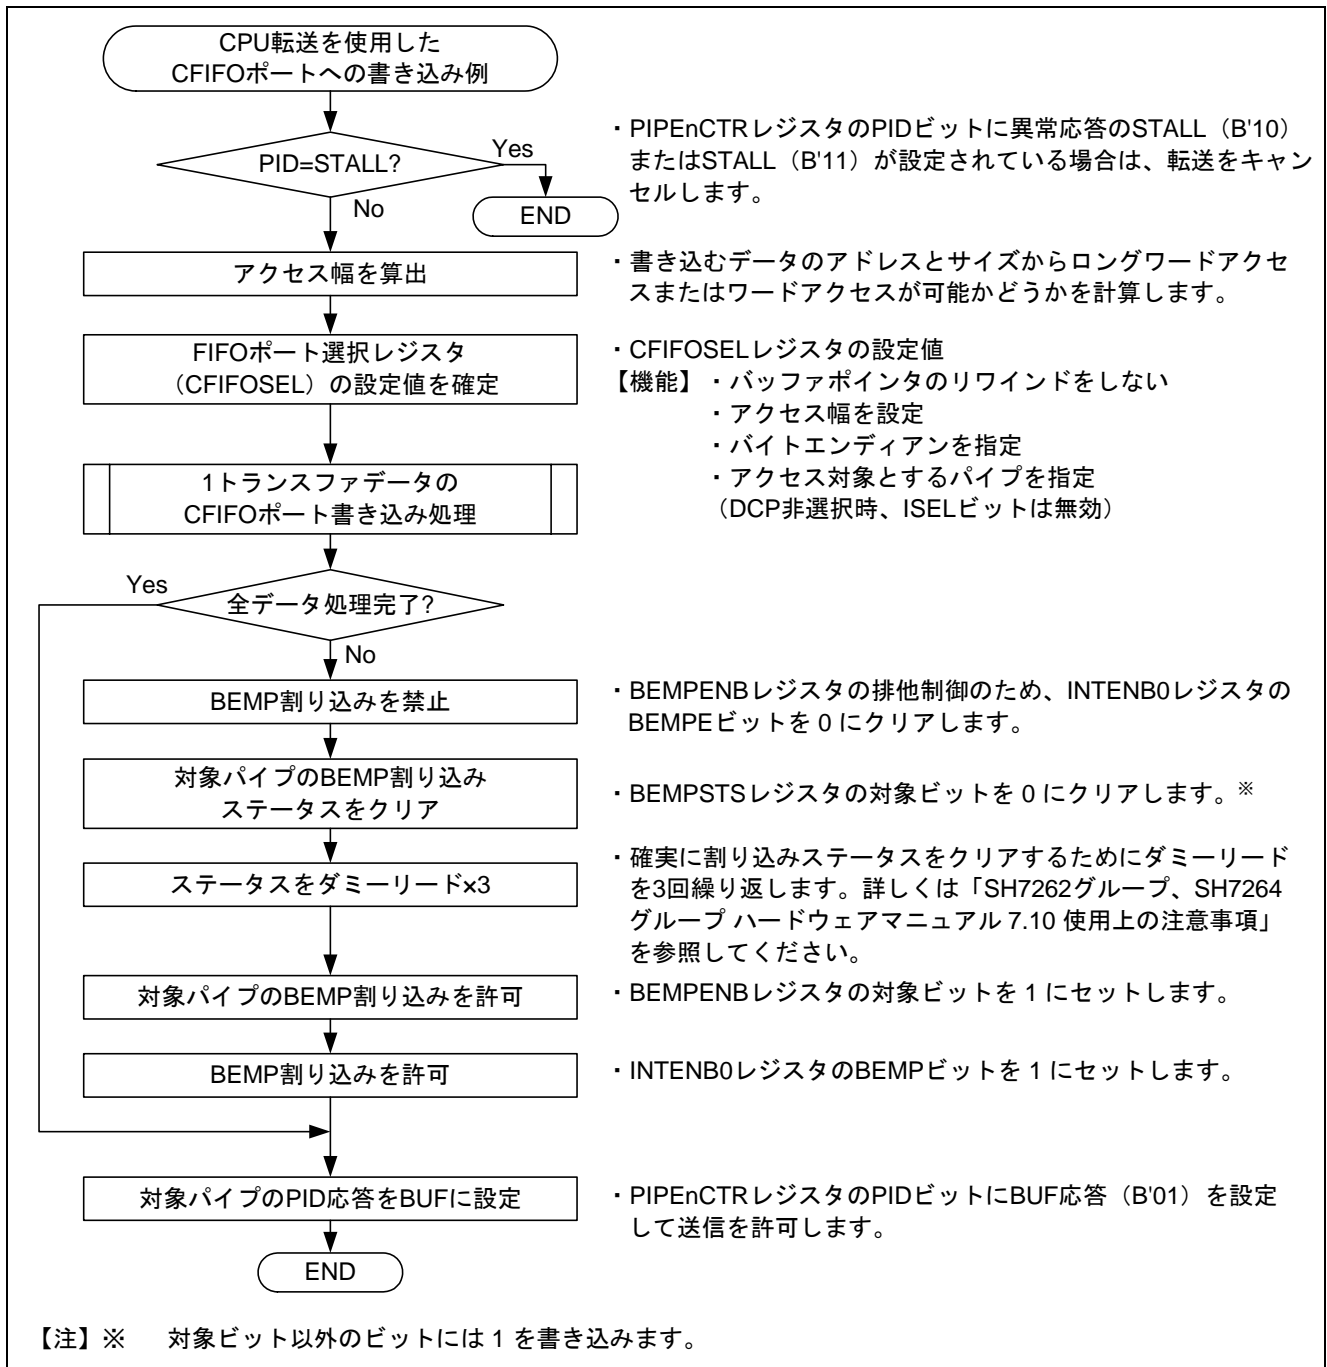 CPU転送を使用した
CFIFOポートへの書き込み例
PID=STALL?
Yes
END
No
・PIPEnCTRレジスタのPIDビットに異常応答のSTALL（B'10）
またはSTALL（B'11）が設定されている場合は、転送をキャン
セルします。
アクセス幅を算出
・書き込むデータのアドレスとサイズからロングワードアクセ
スまたはワードアクセスが可能かどうかを計算します。
FIFOポート選択レジスタ
（CFIFOSEL）の設定値を確定
・CFIFOSELレジスタの設定値
【機能】・バッファポインタのリワインドをしない
・アクセス幅を設定
・バイトエンディアンを指定
・アクセス対象とするパイプを指定
（DCP非選択時、ISELビットは無効）
1トランスファデータの
CFIFOポート書き込み処理
Yes
全データ処理完了?
No
BEMP割り込みを禁止
・BEMPENBレジスタの排他制御のため、INTENB0レジスタの
BEMPEビットを 0 にクリアします。
対象パイプのBEMP割り込み
ステータスをクリア
・BEMPSTSレジスタの対象ビットを 0 にクリアします。※
ステータスをダミーリード×3
・確実に割り込みステータスをクリアするためにダミーリード
を3回繰り返します。詳しくは「SH7262グループ、SH7264
グループ ハードウェアマニュアル 7.10 使用上の注意事項」
を参照してください。
対象パイプのBEMP割り込みを許可
・BEMPENBレジスタの対象ビットを 1 にセットします。
BEMP割り込みを許可
・INTENB0レジスタのBEMPビットを 1 にセットします。
対象パイプのPID応答をBUFに設定
・PIPEnCTRレジスタのPIDビットにBUF応答（B'01）を設定
して送信を許可します。
END
【注】※ 対象ビット以外のビットには 1 を書き込みます。